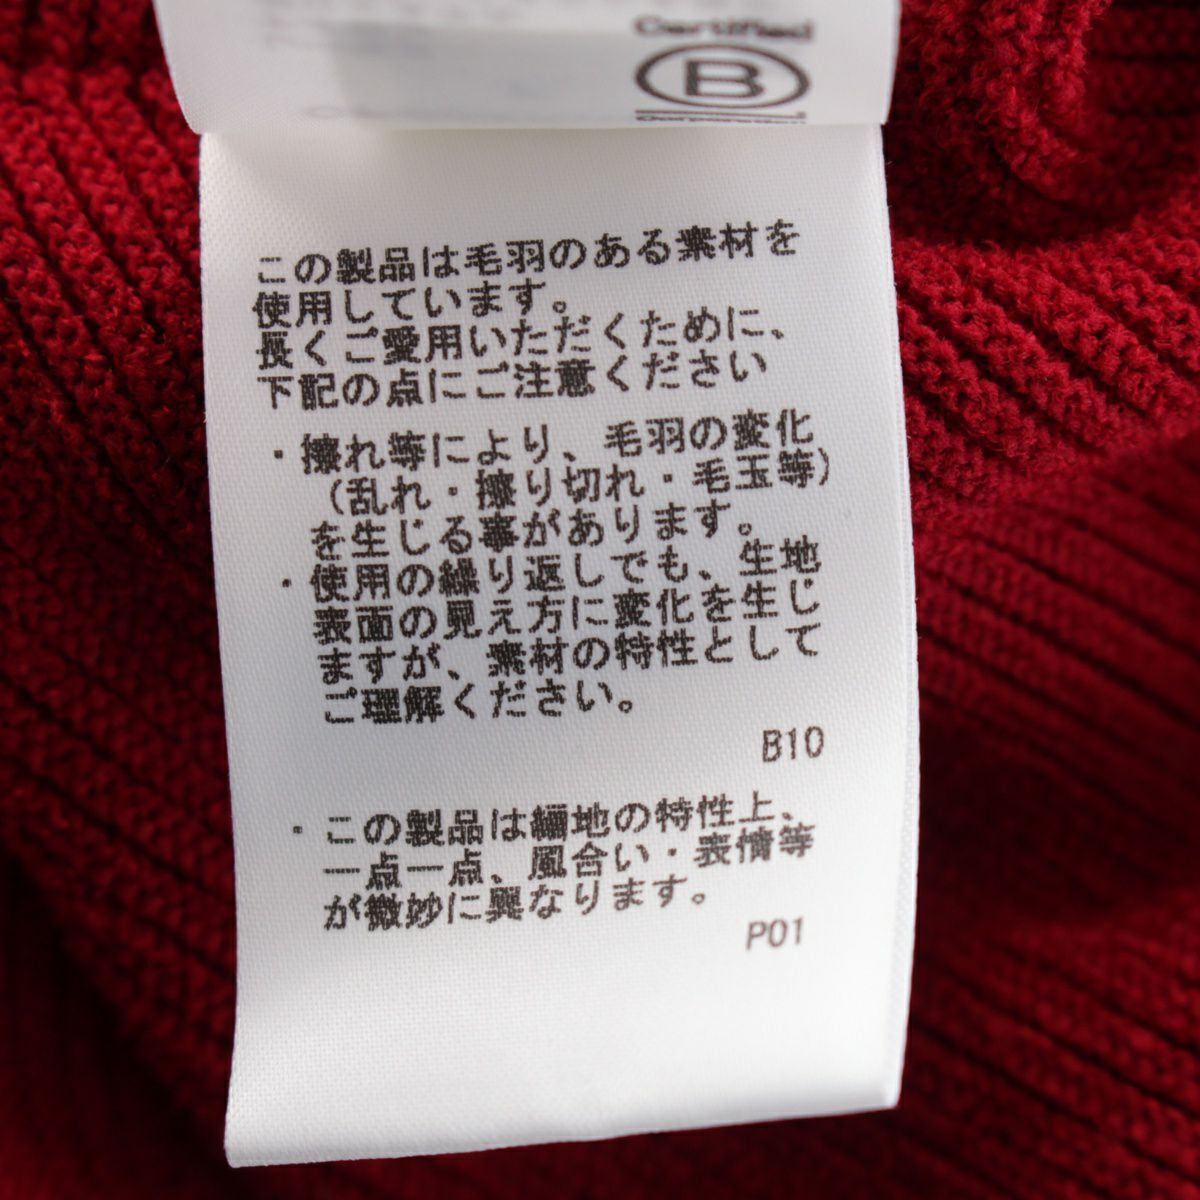 Certified
B
この製品は毛羽のある素材を
使用しています。
長くご愛用いただくために、
下記の点にご注意ください
・擦れ等により、毛羽の変化
（乱れ・擦り切れ・毛玉等）
を生じる事があります。
・使用の繰り返しでも、生地
表面の見え方に変化を生じ
ますが、素材の特性として
ご理解ください。
B10
・この製品は編地の特性上、
一点一点、風合い・表情等
が微妙に異なります。
P01